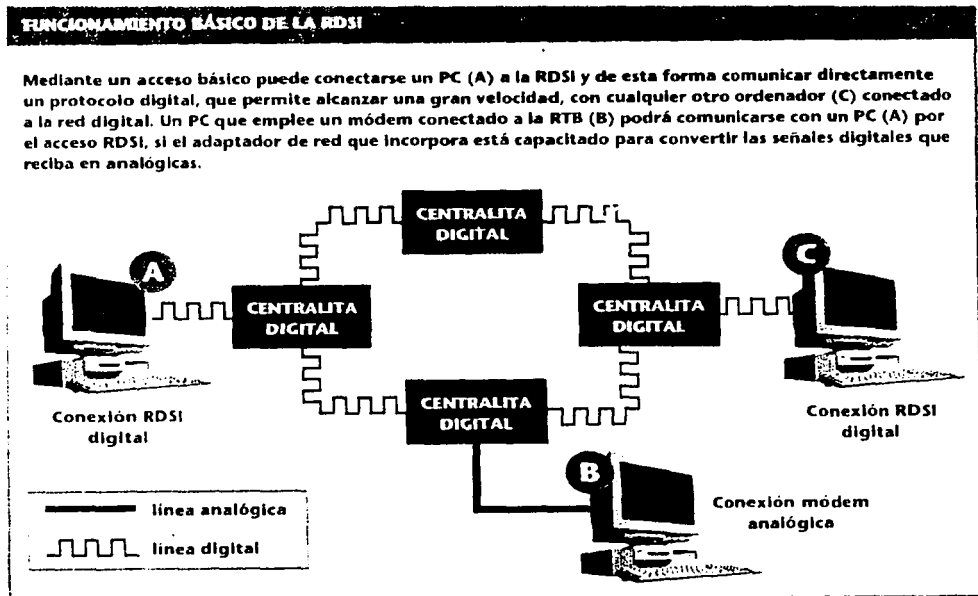 FUNCIONAMIENTO BÁSICO DE LA RDSI
Mediante un acceso básico puede conectarse un PC (A) a la RDSI y de esta forma comunicar directamente
un protocolo digital, que permite alcanzar una gran velocidad, con cualquier otro ordenador (C) conectado
a la red digital. Un PC que emplee un módem conectado a la RTB (B) podrá comunicarse con un PC (A) por
el acceso RDSI, si el adaptador de red que incorpora está capacitado para convertir las señales digitales que
reciba en analógicas.
CENTRALITA
DIGITAL
A
C
CENTRALITA
DIGITAL
CENTRALITA
DIGITAL
CENTRALITA
DIGITAL
Conexión RDSI
digital
Conexión RDSI
digital
B
Conexión módem
analógica
línea analógica
línea digital